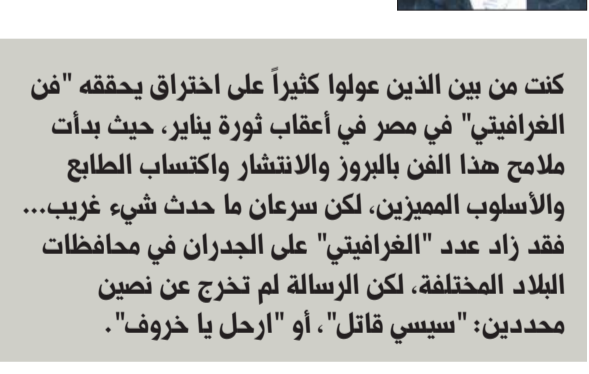 كنت من بين الذين عولوا كثيراً على اختراق يحققه "فن
الغرافيتي" في مصر في أعقاب ثورة يناير، حيث بدأت
ملامح هذا الفن بالبروز والانتشار واكتساب الطابع
والأسلوب المميزين، لكن سرعان ما حدث شيء غريب...
فقد زاد عدد "الغرافيتي" على الجدران في محافظات
البلاد المختلفة، لكن الرسالة لم تخرج عن نصين
محددين: "سيسي قاتل"، أو "ارحل يا خروف".